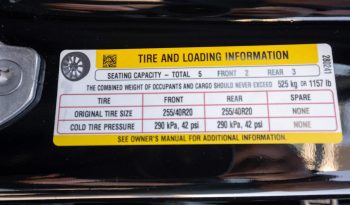 TIRE AND LOADING INFORMATION
SEATING CAPACITY - TOTAL 5 FRONT 2 REAR 3
THE COMBINED WEIGHT OF OCCUPANTS AND CARGO SHOULD NEVER EXCEED 525 kg OR 1157 lb
TIRE FRONT REAR SPARE
ORIGINAL TIRE SIZE 255/40R20 255/40R20 NONE
COLD TIRE PRESSURE 290 kPa, 42 psi 290 kPa, 42 psi NONE
SEE OWNER'S MANUAL FOR ADDITIONAL INFORMATION